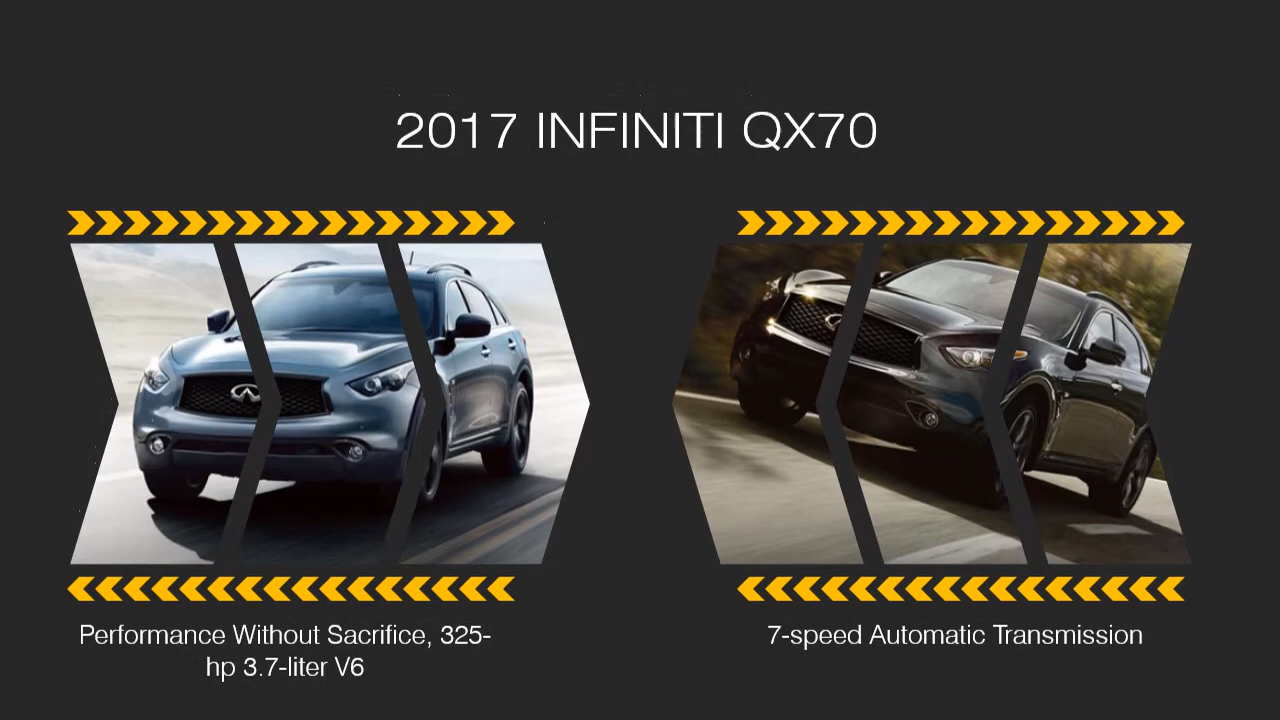 2017 INFINITI QX70
Performance Without Sacrifice, 325-
hp 3.7-liter V6
7-speed Automatic Transmission